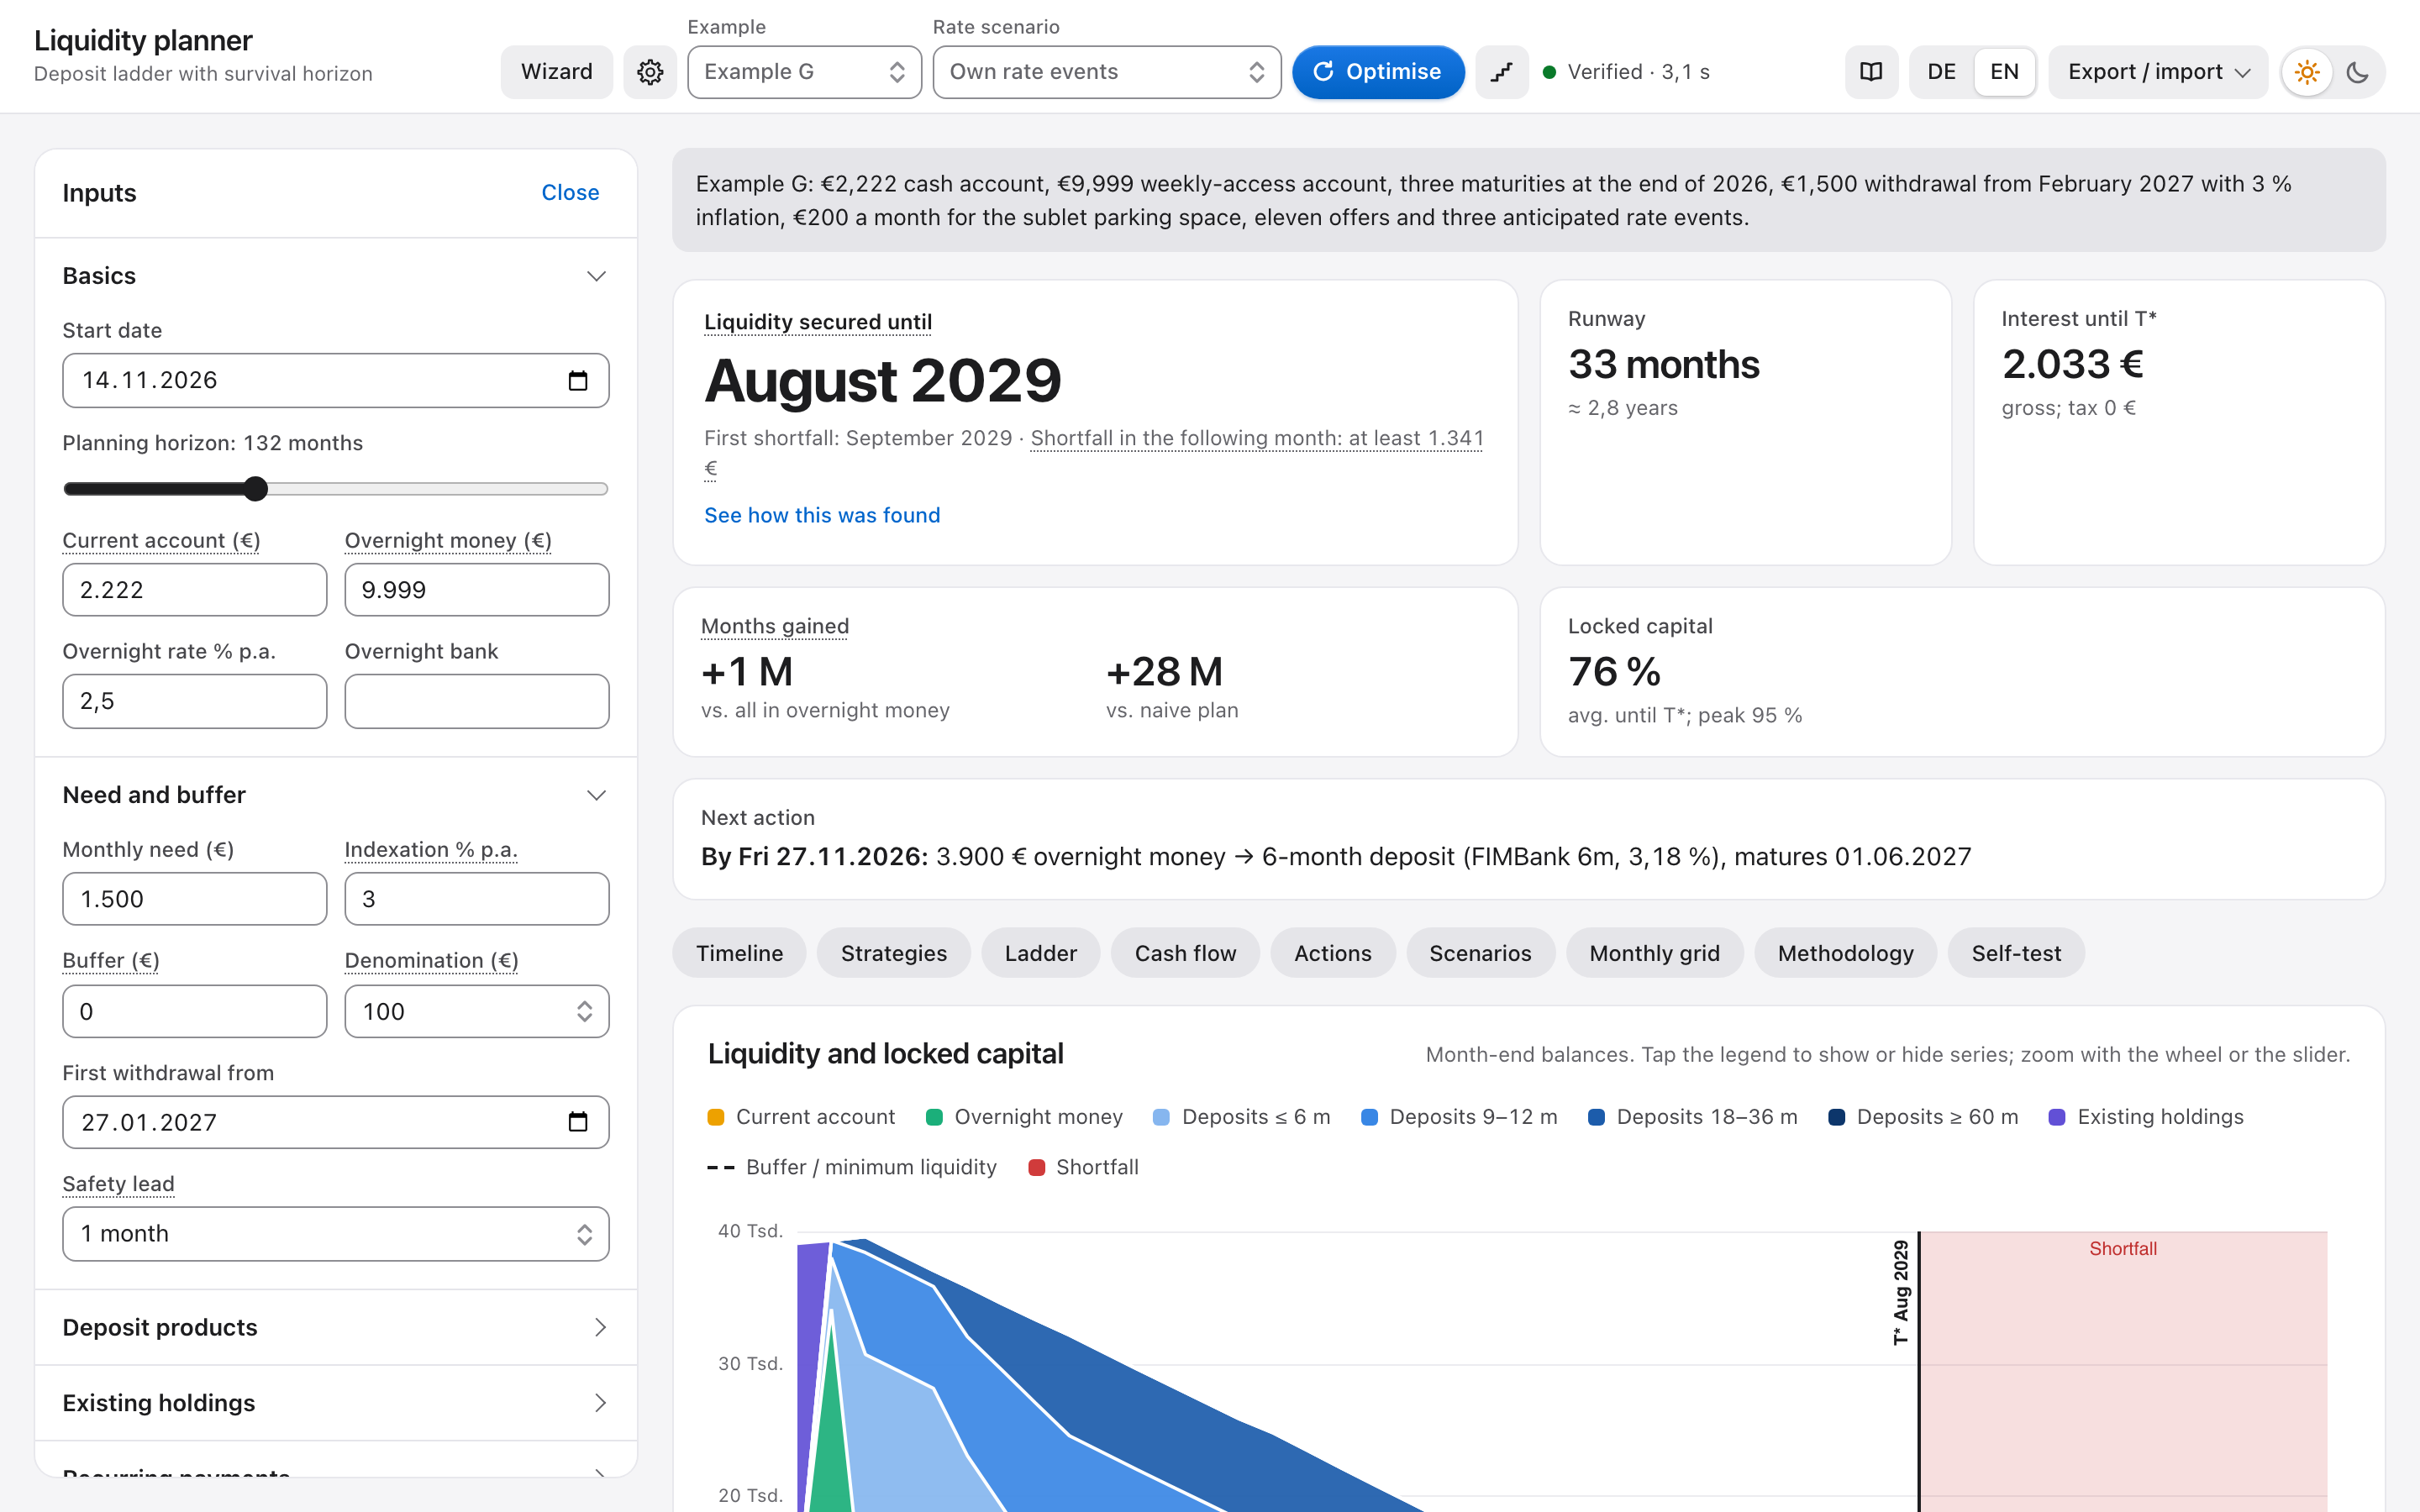 Liquidity planner
Deposit ladder with survival horizon
Wizard
Example
Example G
Rate scenario
Own rate events
Optimise
Verified · 3,1 s
DE
EN
Export / import
Inputs
Close
Basics
Start date
14.11.2026
Planning horizon: 132 months
Current account (€)
Overnight money (€)
2.222
9.999
Overnight rate % p.a.
Overnight bank
2,5
Need and buffer
Monthly need (€)
Indexation % p.a.
1.500
3
Buffer (€)
Denomination (€)
0
100
First withdrawal from
27.01.2027
Safety lead
1 month
Deposit products
Existing holdings
Recurring payments
Example G: €2,222 cash account, €9,999 weekly-access account, three maturities at the end of 2026, €1,500 withdrawal from February 2027 with 3 %
inflation, €200 a month for the sublet parking space, eleven offers and three anticipated rate events.
Liquidity secured until
August 2029
First shortfall: September 2029 · Shortfall in the following month: at least 1.341
€
See how this was found
Runway
33 months
≈ 2,8 years
Interest until T*
2.033 €
gross; tax 0 €
Months gained
+1 M
vs. all in overnight money
+28 M
vs. naive plan
Locked capital
76 %
avg. until T*; peak 95 %
Next action
By Fri 27.11.2026: 3.900 € overnight money → 6-month deposit (FIMBank 6m, 3,18 %), matures 01.06.2027
Timeline
Strategies
Ladder
Cash flow
Actions
Scenarios
Monthly grid
Methodology
Self-test
Liquidity and locked capital
Month-end balances. Tap the legend to show or hide series; zoom with the wheel or the slider.
Current account
Overnight money
Deposits ≤ 6 m
Deposits 9–12 m
Deposits 18–36 m
Deposits ≥ 60 m
Existing holdings
Buffer / minimum liquidity
Shortfall
40 Tsd.
30 Tsd.
20 Tsd.
T* Aug 2029
Shortfall